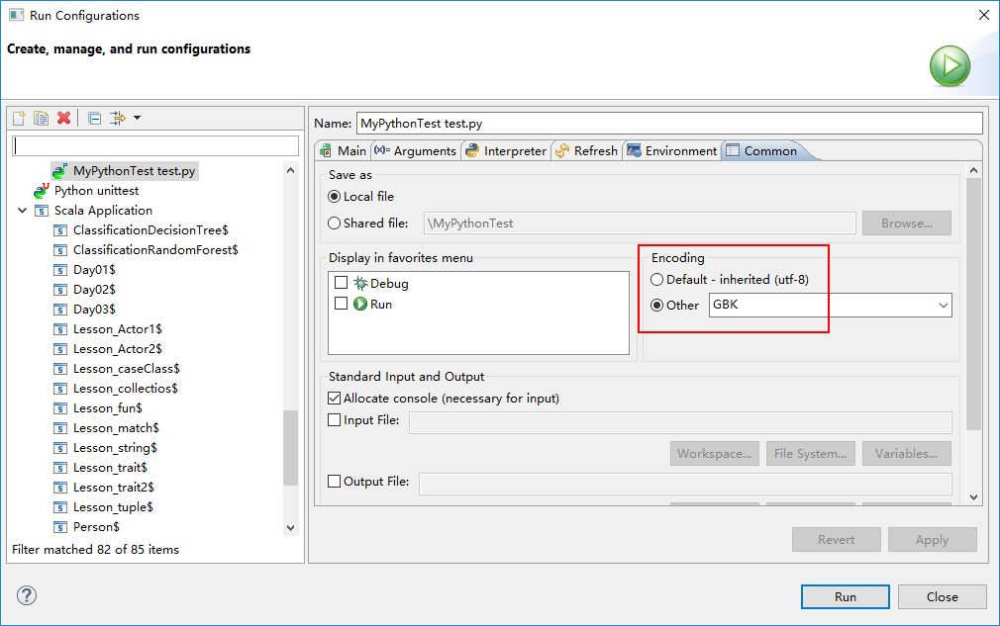 Run Configurations
Create, manage, and run configurations
MyPythonTest test.py
Python unittest
Scala Application
ClassificationDecisionTree$
ClassificationRandomForest$
Day01$
Day02$
Day03$
Lesson_Actor1$
Lesson_Actor2$
Lesson_caseClass$
Lesson_collectios$
Lesson_fun$
Lesson_match$
Lesson_string$
Lesson_trait$
Lesson_trait2$
Lesson_tuple$
Person$
Filter matched 82 of 85 items
Name: MyPythonTest test.py
Main (x)= Arguments Interpreter Refresh Environment Common
Save as
Local file
Shared file: \MyPythonTest Browse...
Display in favorites menu
Debug
Run
Encoding
Default - inherited (utf-8)
Other GBK
Standard Input and Output
Allocate console (necessary for input)
Input File:
Workspace... File System... Variables...
Output File:
Revert Apply
? Run Close